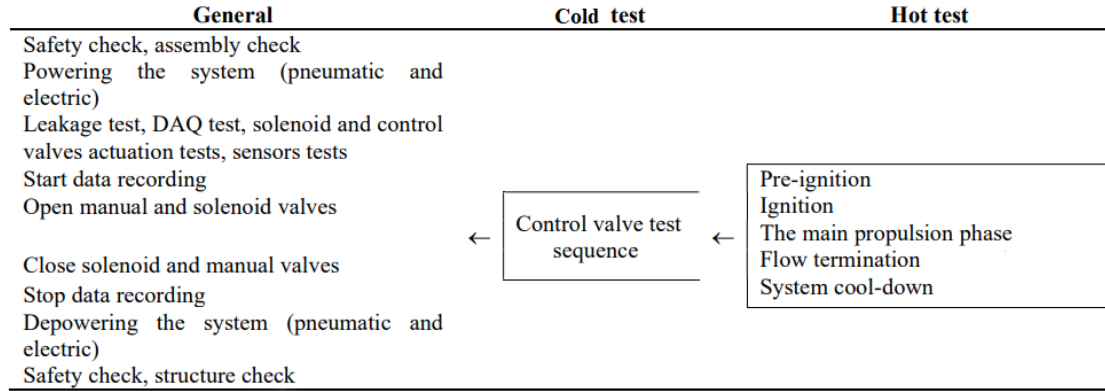 General Cold test Hot test
Safety check, assembly check
Powering the system (pneumatic and
electric)
Leakage test, DAQ test, solenoid and control
valves actuation tests, sensors tests
Start data recording
Open manual and solenoid valves
Close solenoid and manual valves
Stop data recording
Depowering the system (pneumatic and
electric)
Safety check, structure check
←
Control valve test
sequence
←
Pre-ignition
Ignition
The main propulsion phase
Flow termination
System cool-down